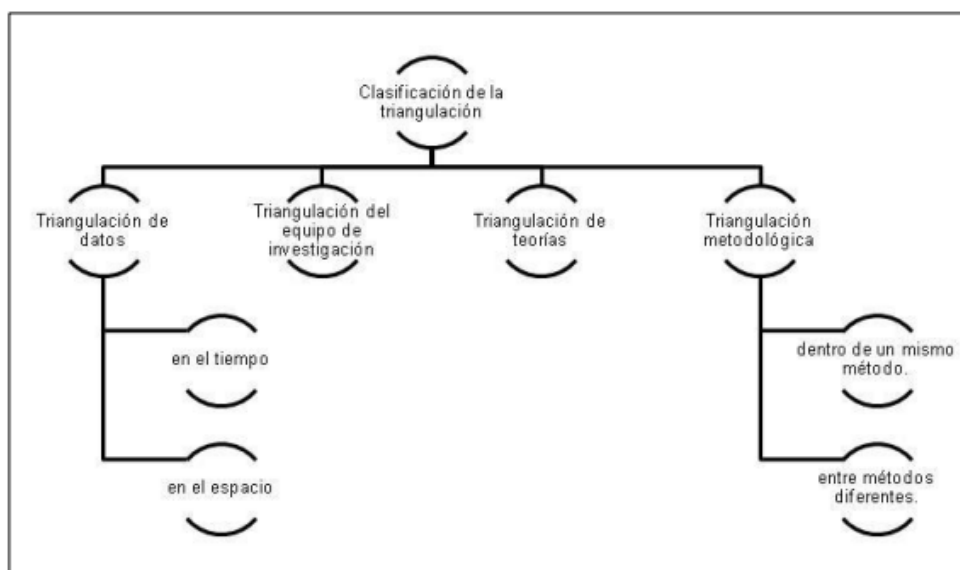 Clasificación de la
triangulación
Triangulación de
datos
Triangulación del
equipo de
investigación
Triangulación de
teorías
Triangulación
metodológica
en el tiempo
en el espacio
dentro de un mismo
método.
entre métodos
diferentes.